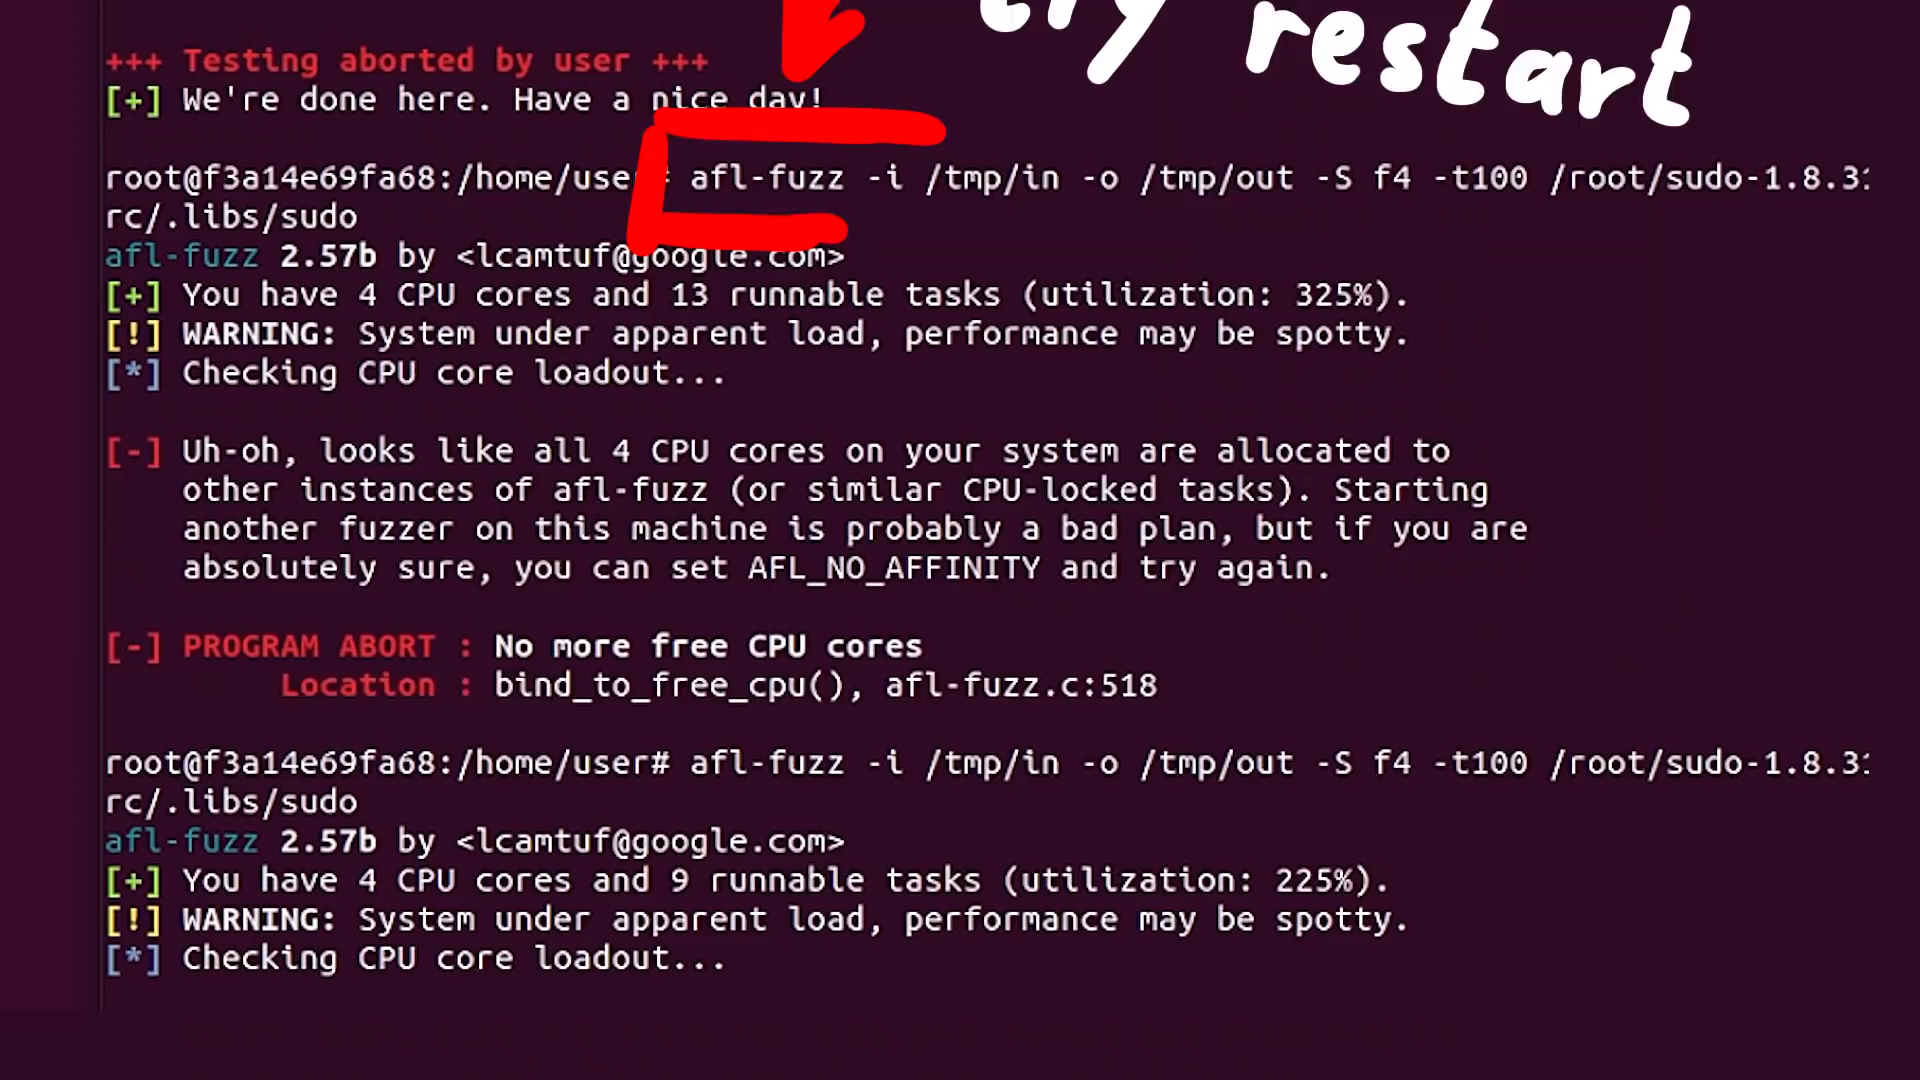 try restart
+++ Testing aborted by user +++
[+] We're done here. Have a nice day!
root@f3a14e69fa68:/home/user# afl-fuzz -i /tmp/in -o /tmp/out -S f4 -t100 /root/sudo-1.8.31
rc/.libs/sudo
afl-fuzz 2.57b by <lcamtuf@google.com>
[+] You have 4 CPU cores and 13 runnable tasks (utilization: 325%).
[!] WARNING: System under apparent load, performance may be spotty.
[*] Checking CPU core loadout...
[-] Uh-oh, looks like all 4 CPU cores on your system are allocated to
other instances of afl-fuzz (or similar CPU-locked tasks). Starting
another fuzzer on this machine is probably a bad plan, but if you are
absolutely sure, you can set AFL_NO_AFFINITY and try again.
[-] PROGRAM ABORT : No more free CPU cores
Location : bind_to_free_cpu(), afl-fuzz.c:518
root@f3a14e69fa68:/home/user# afl-fuzz -i /tmp/in -o /tmp/out -S f4 -t100 /root/sudo-1.8.31
rc/.libs/sudo
afl-fuzz 2.57b by <lcamtuf@google.com>
[+] You have 4 CPU cores and 9 runnable tasks (utilization: 225%).
[!] WARNING: System under apparent load, performance may be spotty.
[*] Checking CPU core loadout...